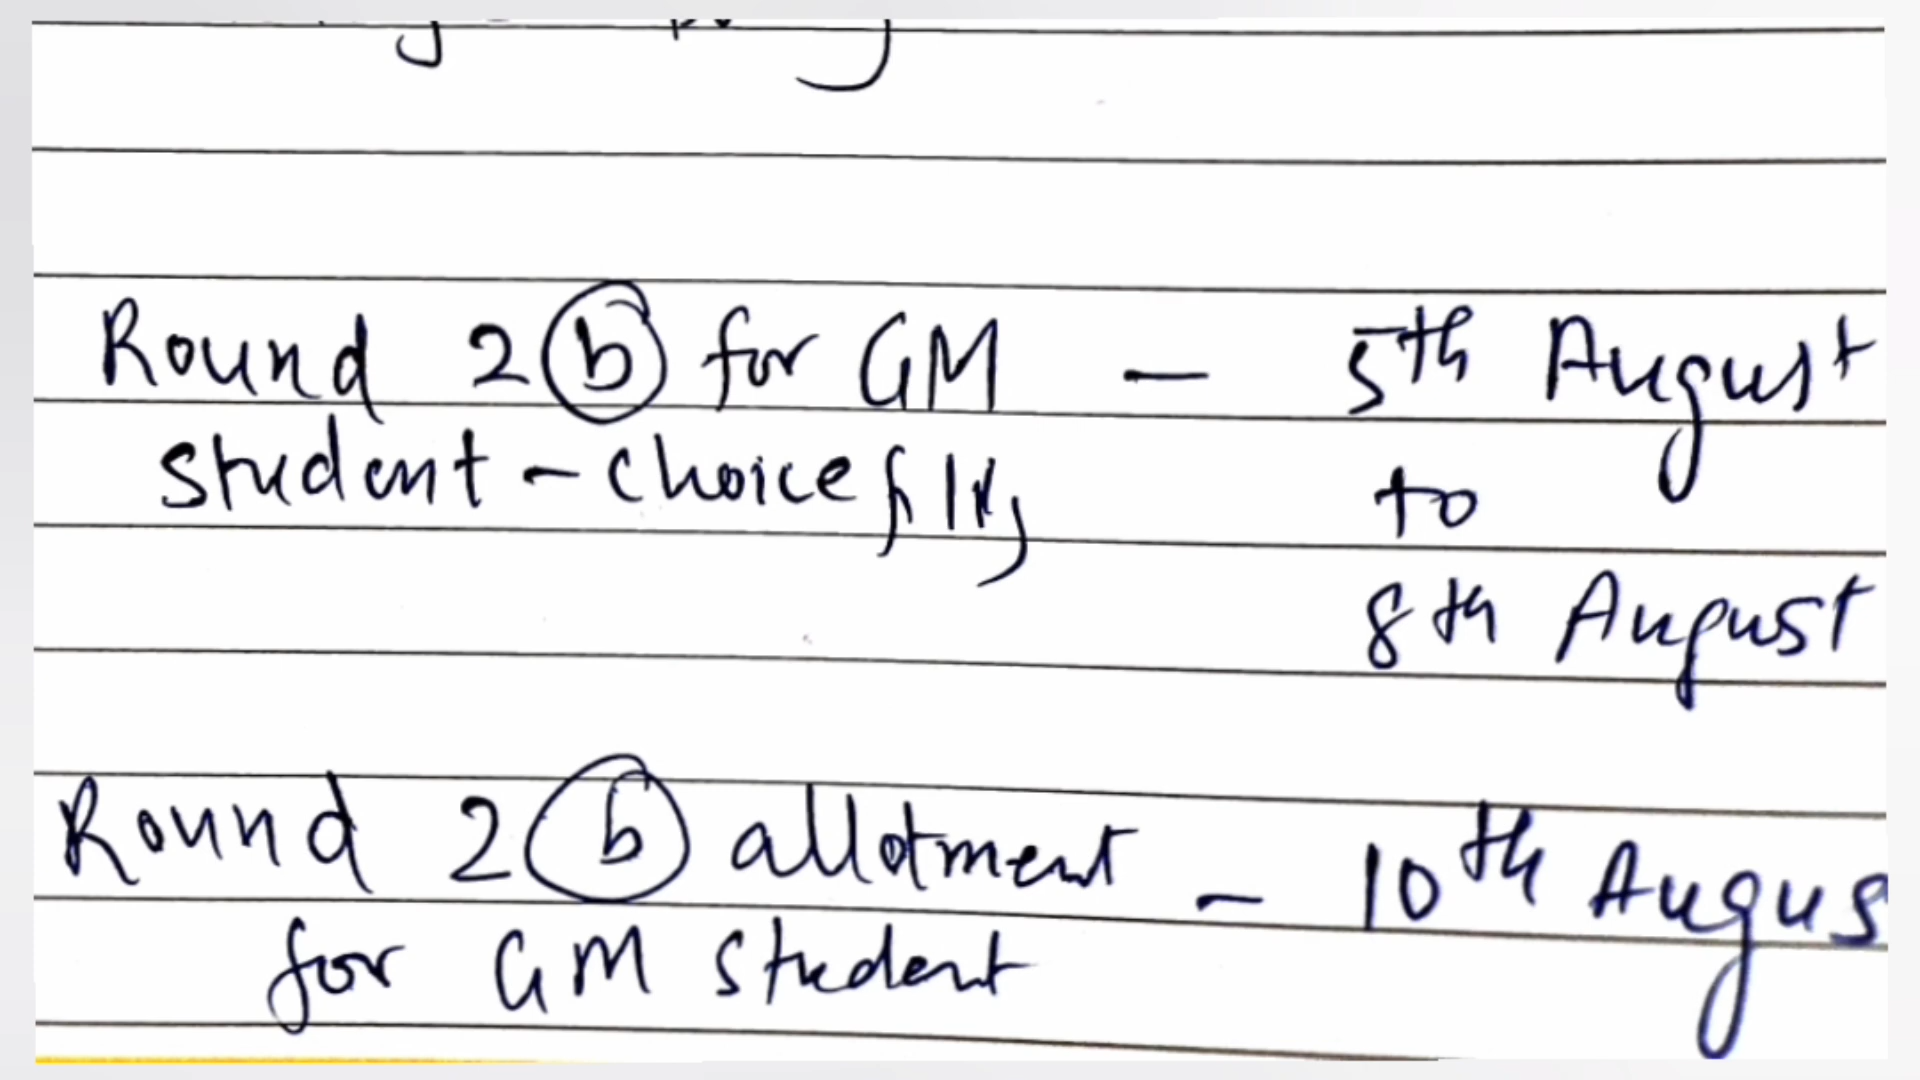 Round 2 b for GM - 5th August
student - choice filling
to
8th August
Round 2 b allotment - 10th Augus
for GM student